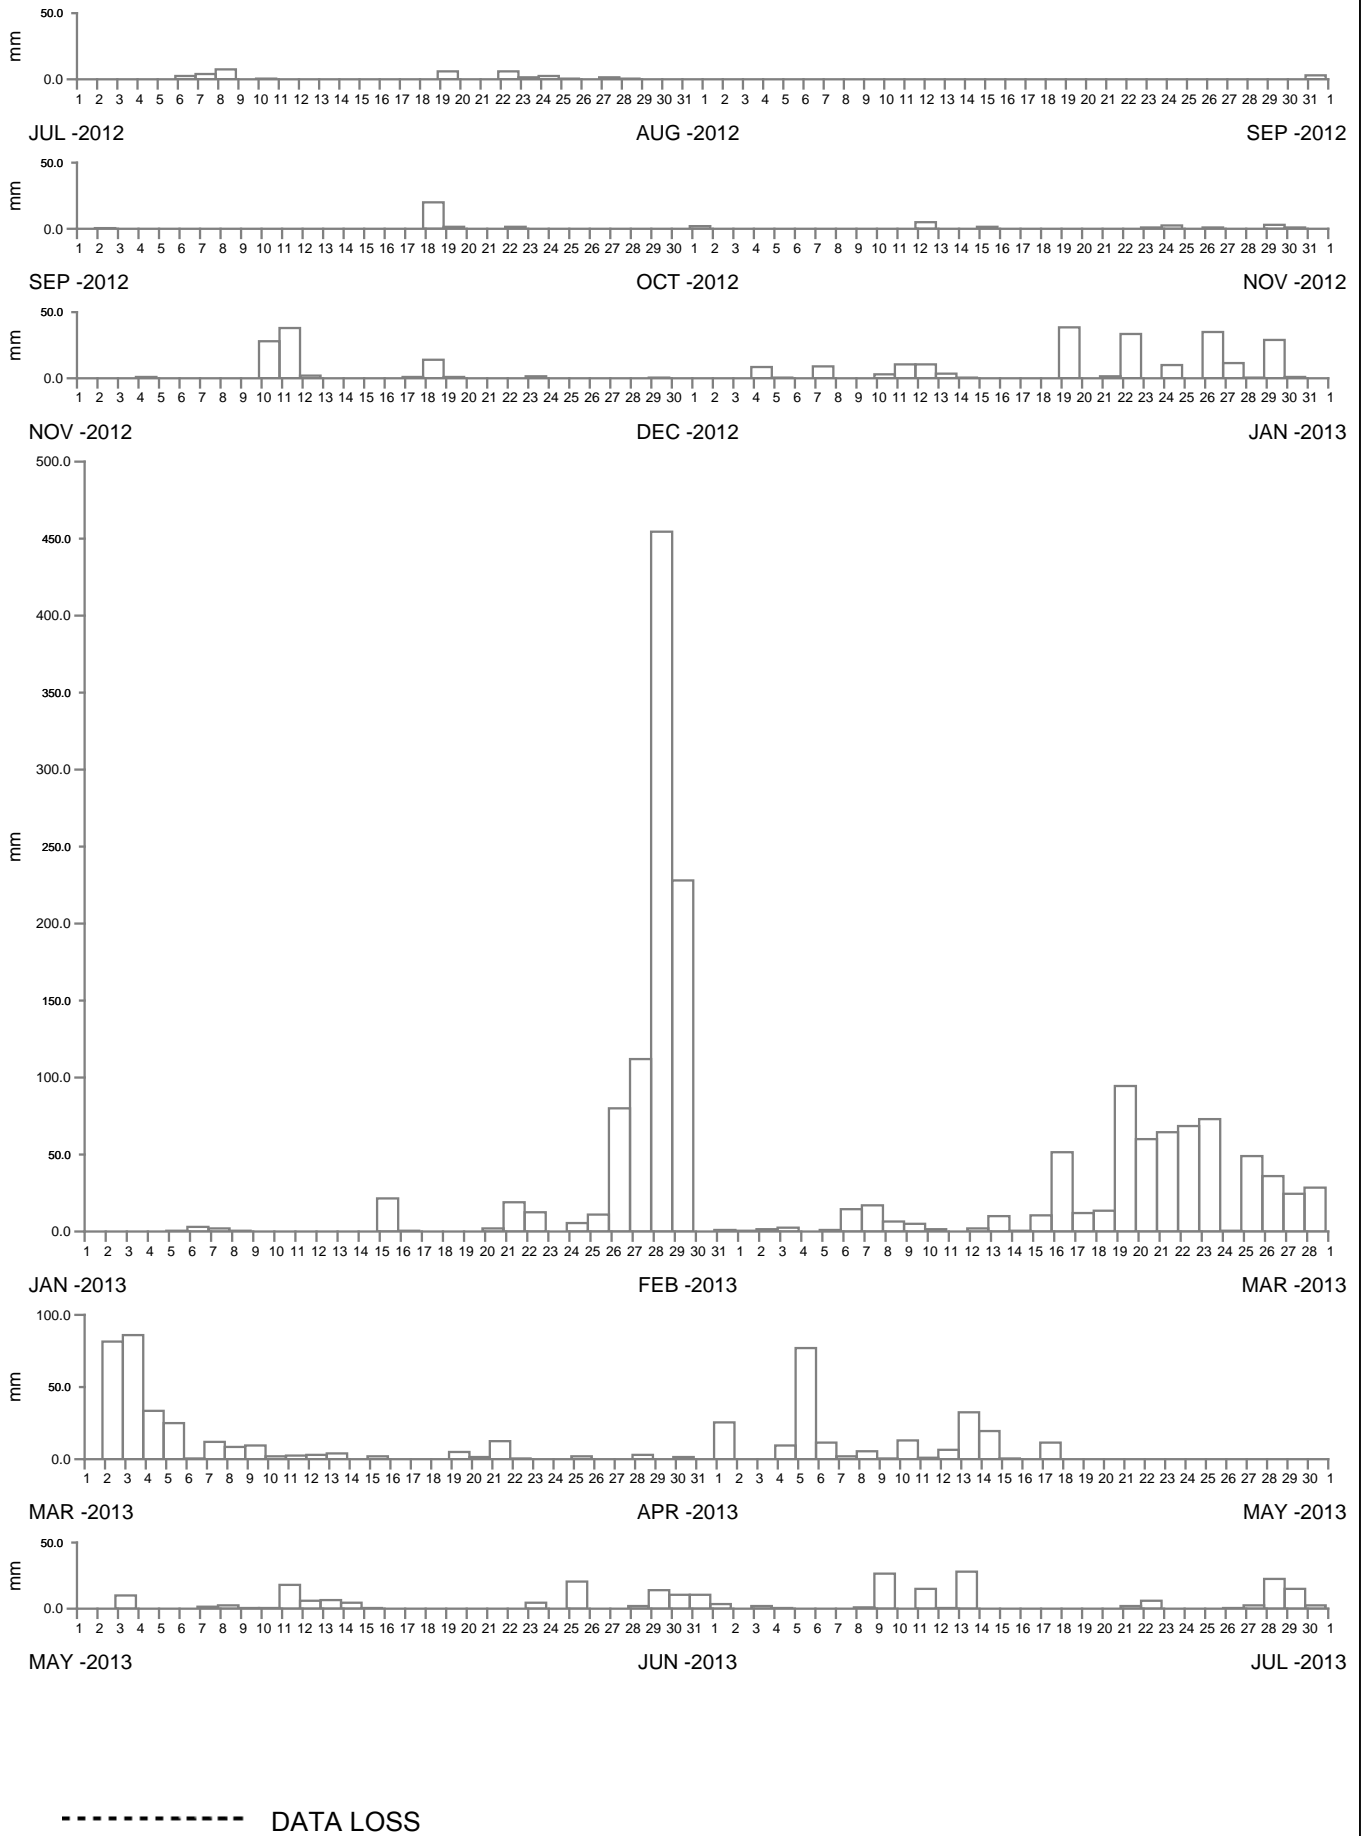 50.0
mm
0.0
1 2 3 4 5 6 7 8 9 10 11 12 13 14 15 16 17 18 19 20 21 22 23 24 25 26 27 28 29 30 31 1 2 3 4 5 6 7 8 9 10 11 12 13 14 15 16 17 18 19 20 21 22 23 24 25 26 27 28 29 30 31 1
JUL -2012 AUG -2012 SEP -2012
50.0
mm
0.0
1 2 3 4 5 6 7 8 9 10 11 12 13 14 15 16 17 18 19 20 21 22 23 24 25 26 27 28 29 30 1 2 3 4 5 6 7 8 9 10 11 12 13 14 15 16 17 18 19 20 21 22 23 24 25 26 27 28 29 30 31 1
SEP -2012 OCT -2012 NOV -2012
50.0
mm
0.0
1 2 3 4 5 6 7 8 9 10 11 12 13 14 15 16 17 18 19 20 21 22 23 24 25 26 27 28 29 30 1 2 3 4 5 6 7 8 9 10 11 12 13 14 15 16 17 18 19 20 21 22 23 24 25 26 27 28 29 30 31 1
NOV -2012 DEC -2012 JAN -2013
500.0
450.0
400.0
350.0
300.0
250.0
mm
200.0
150.0
100.0
50.0
0.0
1 2 3 4 5 6 7 8 9 10 11 12 13 14 15 16 17 18 19 20 21 22 23 24 25 26 27 28 29 30 31 1 2 3 4 5 6 7 8 9 10 11 12 13 14 15 16 17 18 19 20 21 22 23 24 25 26 27 28 1
JAN -2013 FEB -2013 MAR -2013
100.0
50.0
mm
0.0
1 2 3 4 5 6 7 8 9 10 11 12 13 14 15 16 17 18 19 20 21 22 23 24 25 26 27 28 29 30 31 1 2 3 4 5 6 7 8 9 10 11 12 13 14 15 16 17 18 19 20 21 22 23 24 25 26 27 28 29 30 1
MAR -2013 APR -2013 MAY -2013
50.0
mm
0.0
1 2 3 4 5 6 7 8 9 10 11 12 13 14 15 16 17 18 19 20 21 22 23 24 25 26 27 28 29 30 31 1 2 3 4 5 6 7 8 9 10 11 12 13 14 15 16 17 18 19 20 21 22 23 24 25 26 27 28 29 30 1
MAY -2013 JUN -2013 JUL -2013
DATA LOSS